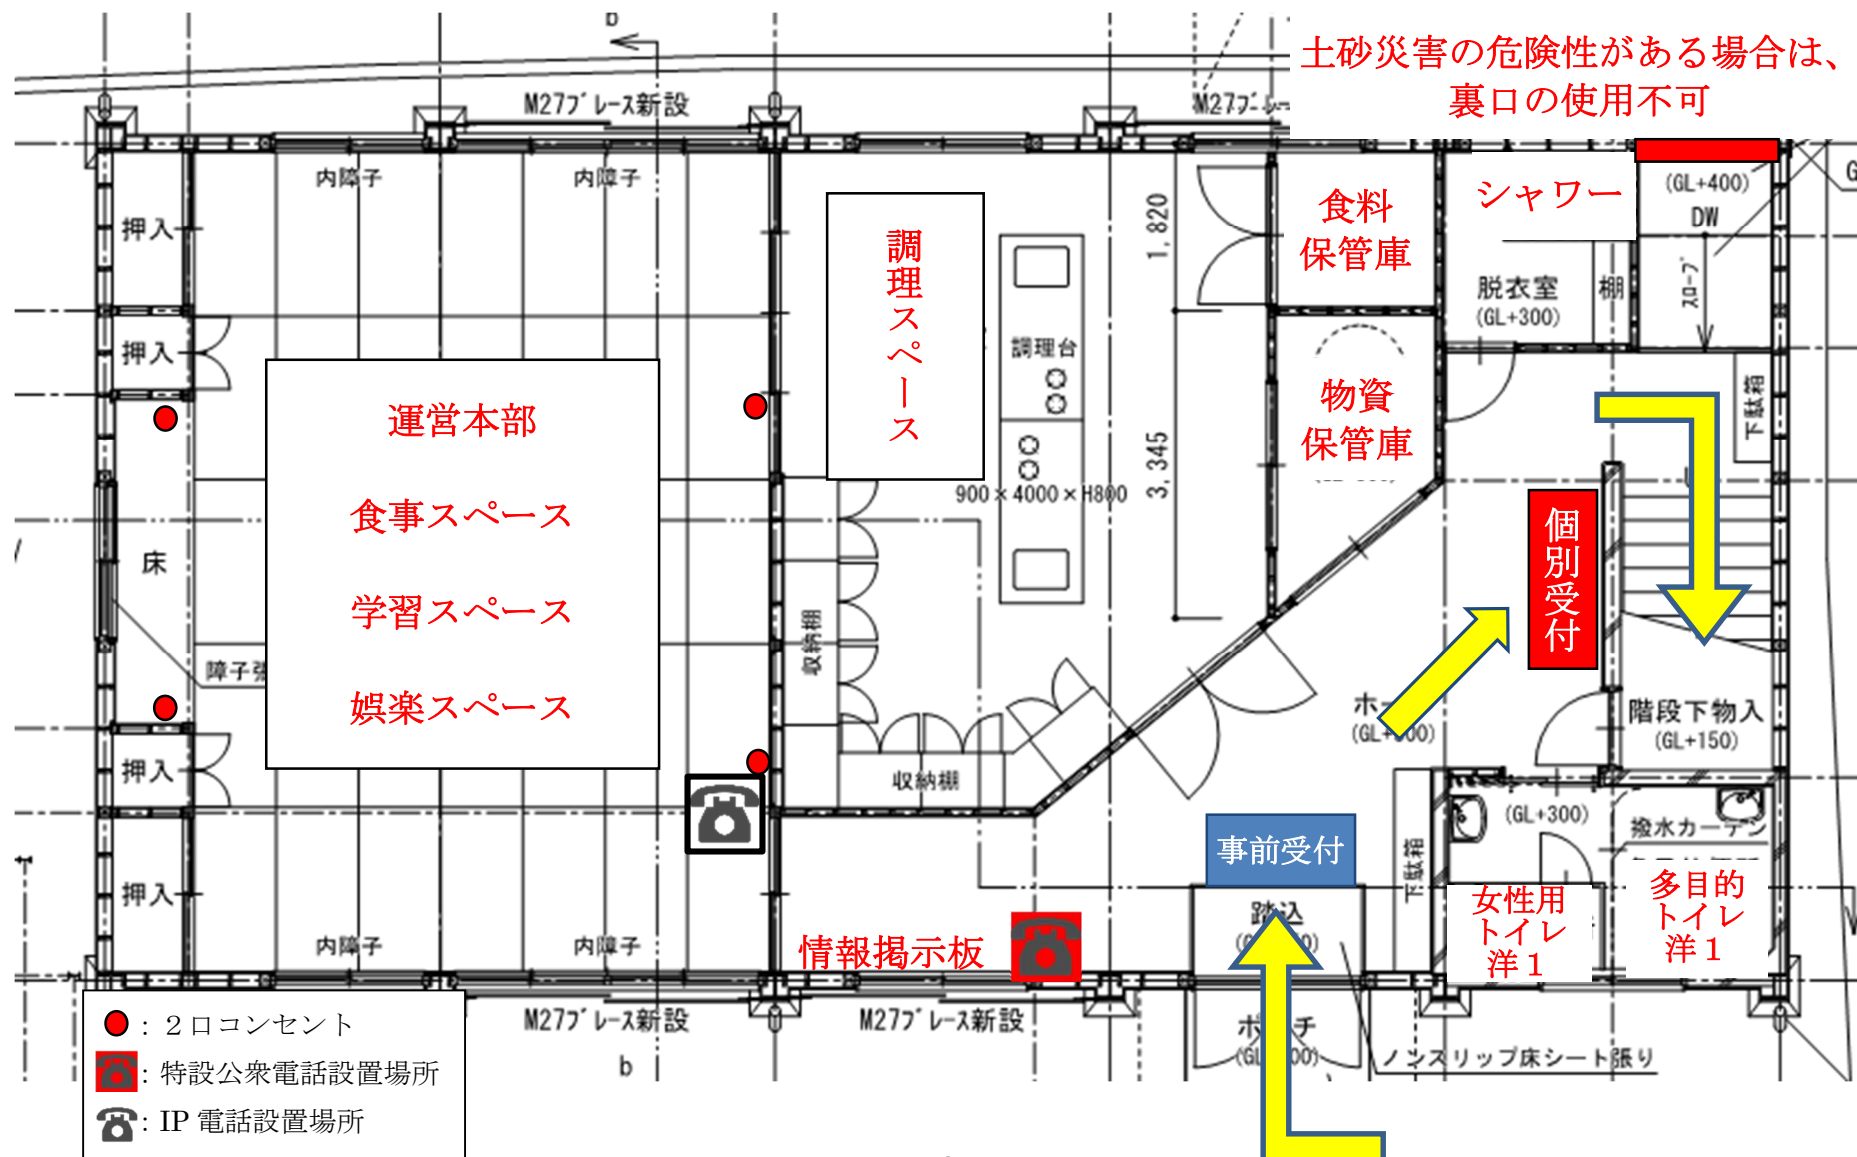 b
土砂災害の危険性がある場合は、
裏口の使用不可
M27ﾌﾞﾚｰｽ新設
内障子
内障子
押入
押入
調理スペース
1,820
食料
保管庫
シャワー
(GL+400)
DW
ｽﾛｰﾌﾟ
脱衣室
(GL+300)
棚
調理台
物資
保管庫
下駄箱
運営本部
食事スペース
学習スペース
娯楽スペース
3,345
900×4000×H800
床
個別受付
収納棚
階段下物入
(GL+150)
押入
収納棚
事前受付
下駄箱
(GL+300)
撥水カーテン
押入
女性用
トイレ
洋１
多目的
トイレ
洋１
踏込
情報掲示板
内障子
内障子
M27ﾌﾞﾚｰｽ新設
M27ﾌﾞﾚｰｽ新設
ノンスリップ床シート張り
b
：２口コンセント
：特設公衆電話設置場所
：IP 電話設置場所